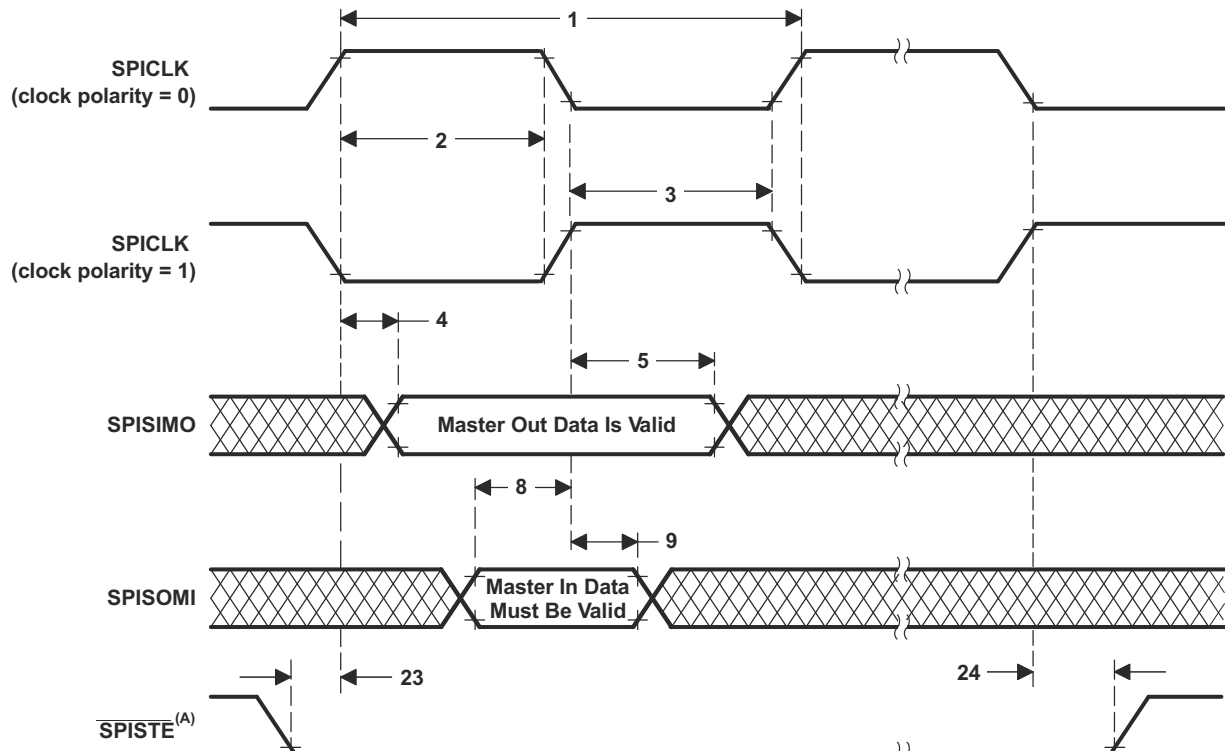 1
SPICLK
(clock polarity = 0)
2
3
SPICLK
(clock polarity = 1)
4
5
SPISIMO
Master Out Data Is Valid
8
9
SPISOMI
Master In Data
Must Be Valid
23
24
SPISTE(A)